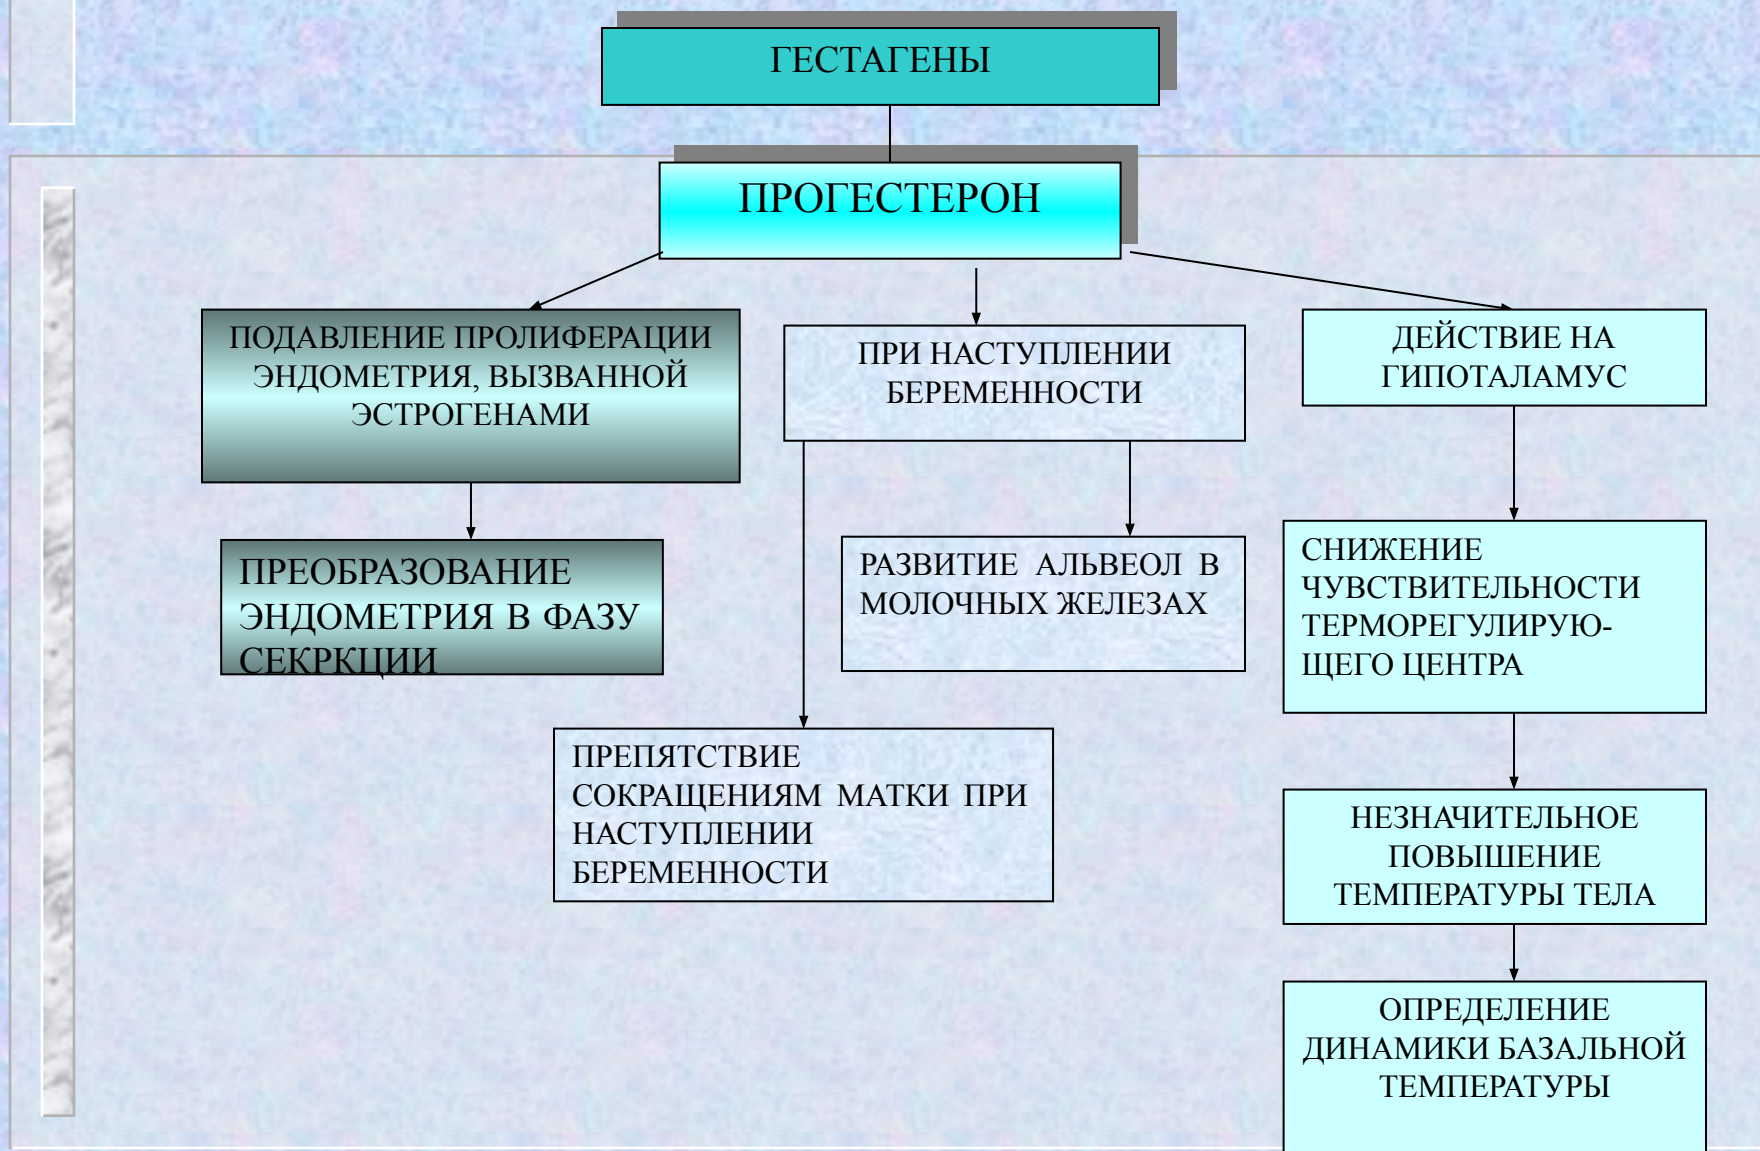 ГЕСТАГЕНЫ
ПРОГЕСТЕРОН
ПОДАВЛЕНИЕ ПРОЛИФЕРАЦИИ
ЭНДОМЕТРИЯ, ВЫЗВАННОЙ
ЭСТРОГЕНАМИ
ПРИ НАСТУПЛЕНИИ
БЕРЕМЕННОСТИ
ДЕЙСТВИЕ НА
ГИПОТАЛАМУС
ПРЕОБРАЗОВАНИЕ
ЭНДОМЕТРИЯ В ФАЗУ
СЕКРКЦИИ
РАЗВИТИЕ АЛЬВЕОЛ В
МОЛОЧНЫХ ЖЕЛЕЗАХ
СНИЖЕНИЕ
ЧУВСТВИТЕЛЬНОСТИ
ТЕРМОРЕГУЛИРУЮ-
ЩЕГО ЦЕНТРА
ПРЕПЯТСТВИЕ
СОКРАЩЕНИЯМ МАТКИ ПРИ
НАСТУПЛЕНИИ
БЕРЕМЕННОСТИ
НЕЗНАЧИТЕЛЬНОЕ
ПОВЫШЕНИЕ
ТЕМПЕРАТУРЫ ТЕЛА
ОПРЕДЕЛЕНИЕ
ДИНАМИКИ БАЗАЛЬНОЙ
ТЕМПЕРАТУРЫ